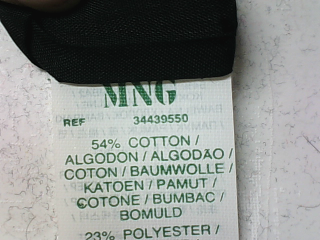 MNG
REF 34439550
54% COTTON /
ALGODON / ALGODÃO /
COTON / BAUMWOLLE /
KATOEN / PAMUT /
COTONE / BUMBAC /
BOMULD
23% POLYESTER /